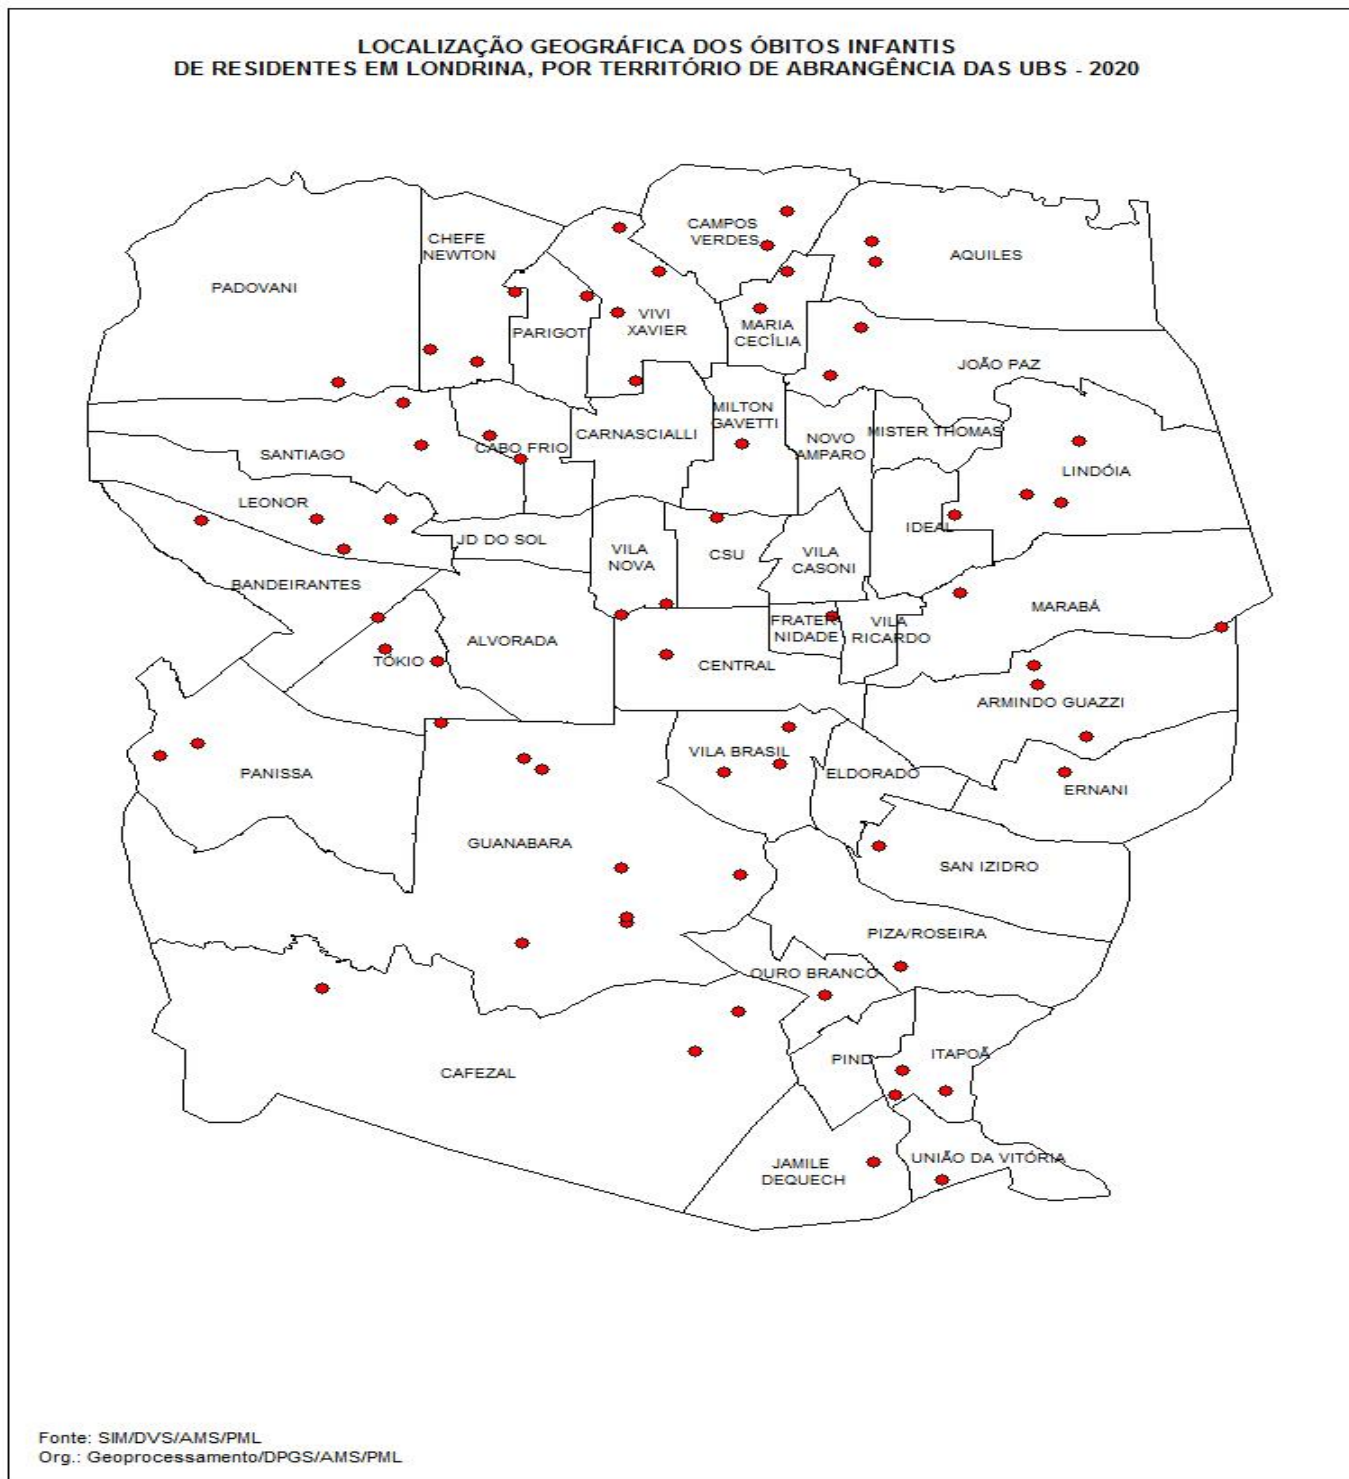 LOCALIZAÇÃO GEOGRÁFICA DOS ÓBITOS INFANTIS
DE RESIDENTES EM LONDRINA, POR TERRITÓRIO DE ABRANGÊNCIA DAS UBS - 2020
CAMPOS
VERDES
CHEFE
NEWTON
AQUILES
PADOVANI
VIVI
XAVIER
PARIGOT
MARIA
CECÍLIA
JOÃO PAZ
MILTON
GAVETTI
CARNASCIALLI
MISTER THOMAS
NOVO
AMPARO
CABO FRIO
SANTIAGO
LINDÓIA
LEONOR
IDEAL
JD DO SOL
VILA
NOVA
CSU
VILA
CASONI
BANDEIRANTES
MARABÁ
FRATER
NIDADE
VILA
RICARDO
ALVORADA
TÓKIO
CENTRAL
ARMINDO GUAZZI
VILA BRASIL
PANISSA
ELDORADO
ERNANI
GUANABARA
SAN IZIDRO
PIZA/ROSEIRA
OURO BRANCO
PIND
ITAPOÃ
CAFEZAL
UNIÃO DA VITÓRIA
JAMILE
DEQUECH
Fonte: SIM/DVS/AMS/PML
Org.: Geoprocessamento/DPGS/AMS/PML